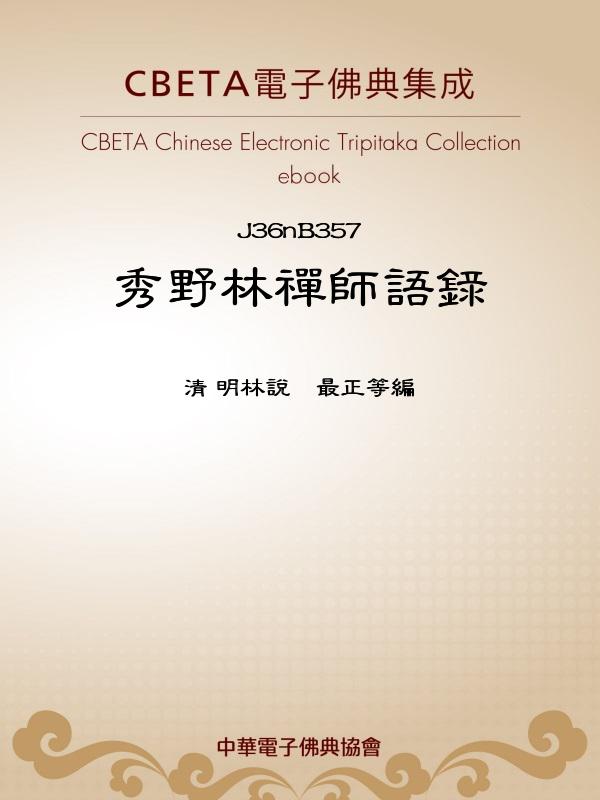 CBETA電子佛典集成
CBETA Chinese Electronic Tripitaka Collection
ebook
J36nB357
秀野林禪師語錄
清 明林說　最正等編
中華電子佛典協會